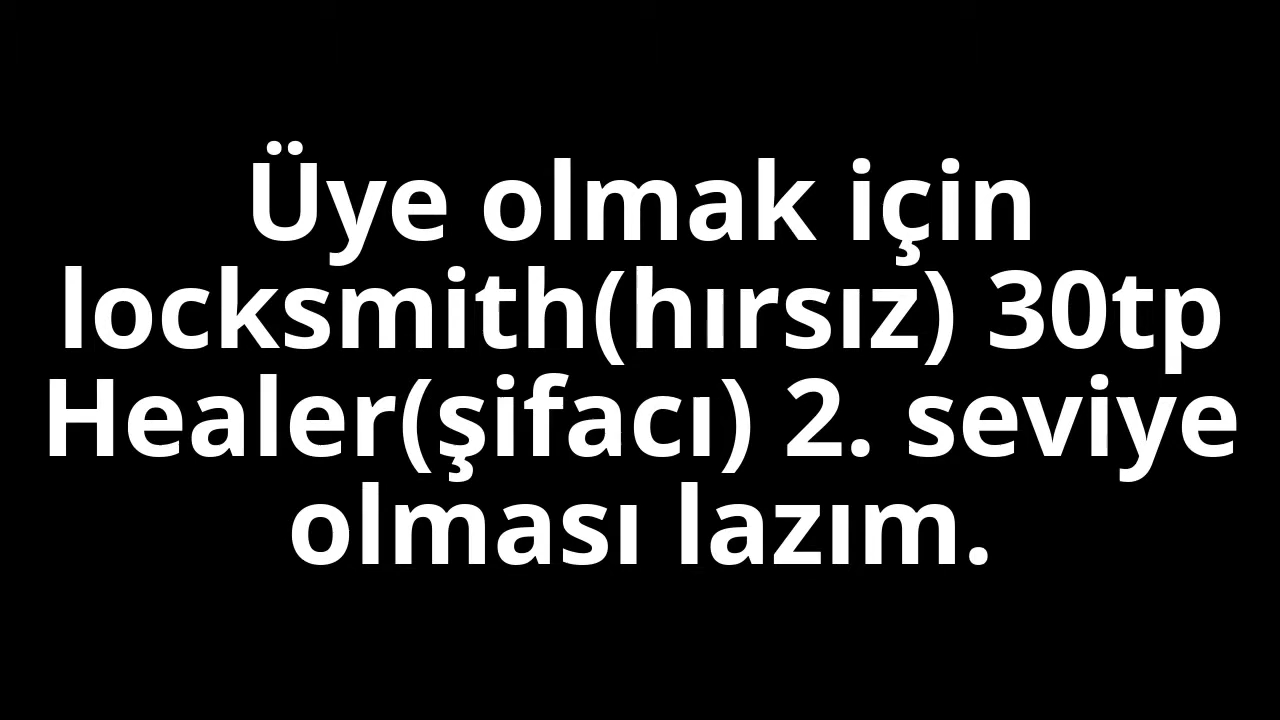 Üye olmak için
locksmith(hırsız) 30tp
Healer(şifacı) 2. seviye
olması lazım.